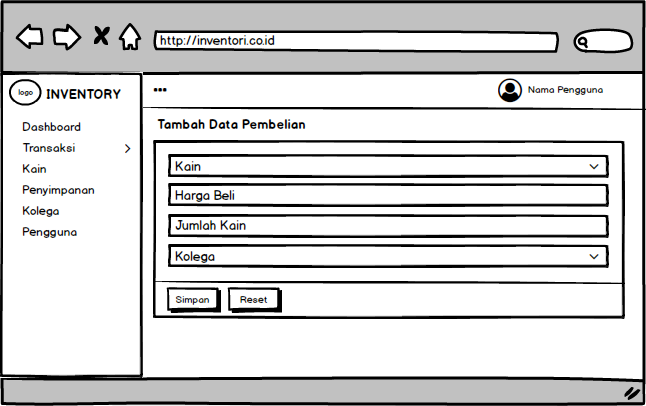 http://inventori.co.id
logo
INVENTORY
Nama Pengguna
Dashboard
Transaksi
Kain
Penyimpanan
Kolega
Pengguna
Tambah Data Pembelian
Kain
Harga Beli
Jumlah Kain
Kolega
Simpan
Reset